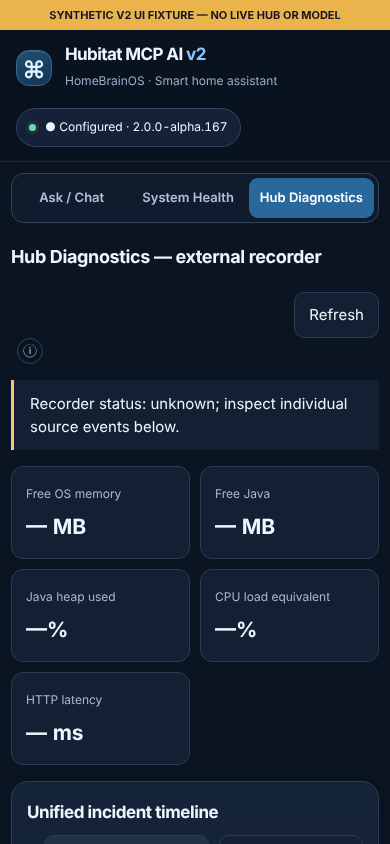 SYNTHETIC V2 UI FIXTURE — NO LIVE HUB OR MODEL
⌘
Hubitat MCP AI v2
HomeBrainOS · Smart home assistant
Configured · 2.0.0-alpha.167
Ask / Chat
System Health
Hub Diagnostics
Hub Diagnostics — external recorder
Refresh
ⓘ
Recorder status: unknown; inspect individual
source events below.
Free OS memory
— MB
Free Java
— MB
Java heap used
—%
CPU load equivalent
—%
HTTP latency
— ms
Unified incident timeline